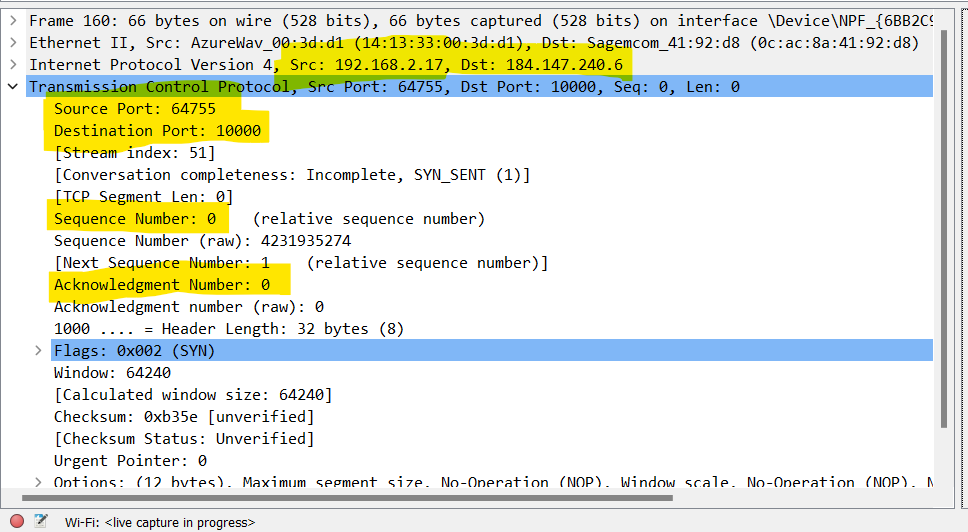 Frame 160: 66 bytes on wire (528 bits), 66 bytes captured (528 bits) on interface \Device\NPF_{6BB2C9
Ethernet II, Src: AzureWav_00:3d:d1 (14:13:33:00:3d:d1), Dst: Sagemcom_41:92:d8 (0c:ac:8a:41:92:d8)
Internet Protocol Version 4, Src: 192.168.2.17, Dst: 184.147.240.6
Transmission Control Protocol, Src Port: 64755, Dst Port: 10000, Seq: 0, Len: 0
Source Port: 64755
Destination Port: 10000
[Stream index: 51]
[Conversation completeness: Incomplete, SYN_SENT (1)]
[TCP Segment Len: 0]
Sequence Number: 0    (relative sequence number)
Sequence Number (raw): 4231935274
[Next Sequence Number: 1    (relative sequence number)]
Acknowledgment Number: 0
Acknowledgment number (raw): 0
1000 .... = Header Length: 32 bytes (8)
Flags: 0x002 (SYN)
Window: 64240
[Calculated window size: 64240]
Checksum: 0xb35e [unverified]
[Checksum Status: Unverified]
Urgent Pointer: 0
Options: (12 bytes), Maximum segment size, No-Operation (NOP), Window scale, No-Operation (NOP), N
Wi-Fi: <live capture in progress>